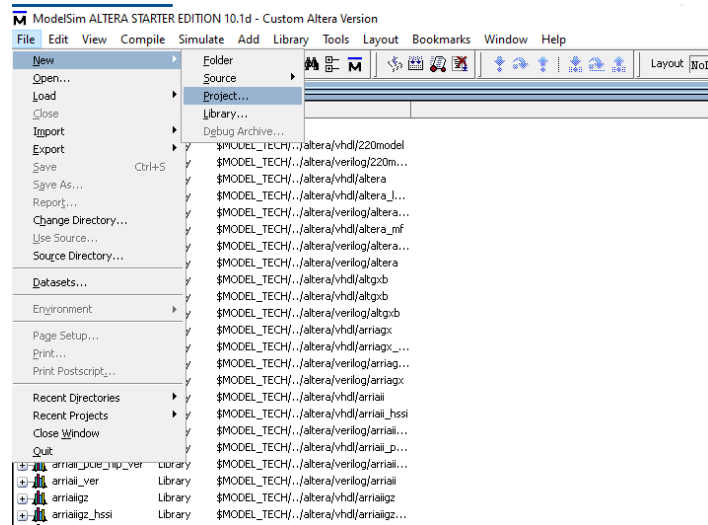 ModelSim ALTERA STARTER EDITION 10.1d - Custom Altera Version
File Edit View Compile Simulate Add Library Tools Layout Bookmarks Window Help
New
Open...
Load
Close
Import
Export
Save Ctrl+S
Save As...
Report...
Change Directory...
Use Source...
Source Directory...
Datasets...
Environment
Page Setup...
Print...
Print Postscript...
Recent Directories
Recent Projects
Close Window
Quit
Folder
Source
Project...
Library...
Debug Archive...
Layout
$MODEL_TECH/../altera/vhdl/220model
$MODEL_TECH/../altera/verilog/220m...
$MODEL_TECH/../altera/vhdl/altera
$MODEL_TECH/../altera/vhdl/altera_l...
$MODEL_TECH/../altera/verilog/altera...
$MODEL_TECH/../altera/vhdl/altera_mf
$MODEL_TECH/../altera/verilog/altera...
$MODEL_TECH/../altera/verilog/altera
$MODEL_TECH/../altera/vhdl/altgxb
$MODEL_TECH/../altera/vhdl/altgxb
$MODEL_TECH/../altera/verilog/altgxb
$MODEL_TECH/../altera/vhdl/arriagx
$MODEL_TECH/../altera/vhdl/arriagx_...
$MODEL_TECH/../altera/verilog/arriag...
$MODEL_TECH/../altera/verilog/arriagx
$MODEL_TECH/../altera/vhdl/arriaii
$MODEL_TECH/../altera/vhdl/arriaii_hssi
$MODEL_TECH/../altera/verilog/arriaii...
$MODEL_TECH/../altera/vhdl/arriaii_p...
arriaii_pcie_hip_ver Library $MODEL_TECH/../altera/verilog/arriaii...
arriaii_ver Library $MODEL_TECH/../altera/verilog/arriaii
arriaiigz Library $MODEL_TECH/../altera/vhdl/arriaiigz
arriaiigz_hssi Library $MODEL_TECH/../altera/vhdl/arriaiigz...